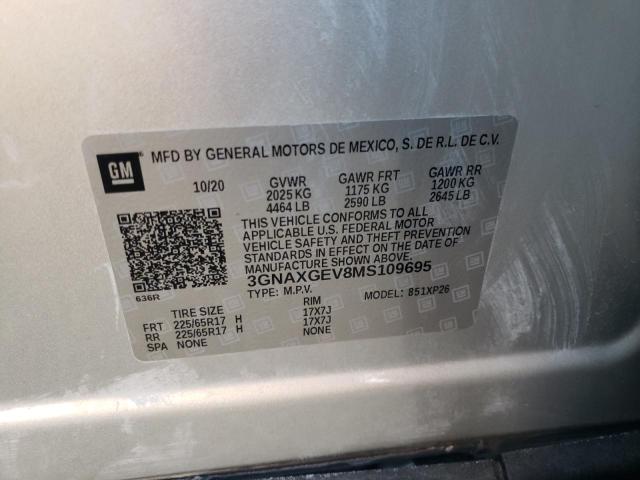 GM
MFD BY GENERAL MOTORS DE MEXICO, S. DE R.L. DE C.V.
10/20 GVWR GAWR FRT GAWR RR
2025 KG 1175 KG 1200 KG
4464 LB 2590 LB 2645 LB
THIS VEHICLE CONFORMS TO ALL
APPLICABLE U.S. FEDERAL MOTOR
VEHICLE SAFETY AND THEFT PREVENTION
STANDARDS IN EFFECT ON THE DATE OF
MANUFACTURE SHOWN ABOVE.
3GNAXGEV8MS109695
TYPE: M.P.V. MODEL: 851XP26
636R
TIRE SIZE RIM
FRT 225/65R17 H 17X7J
RR 225/65R17 H 17X7J
SPA NONE NONE